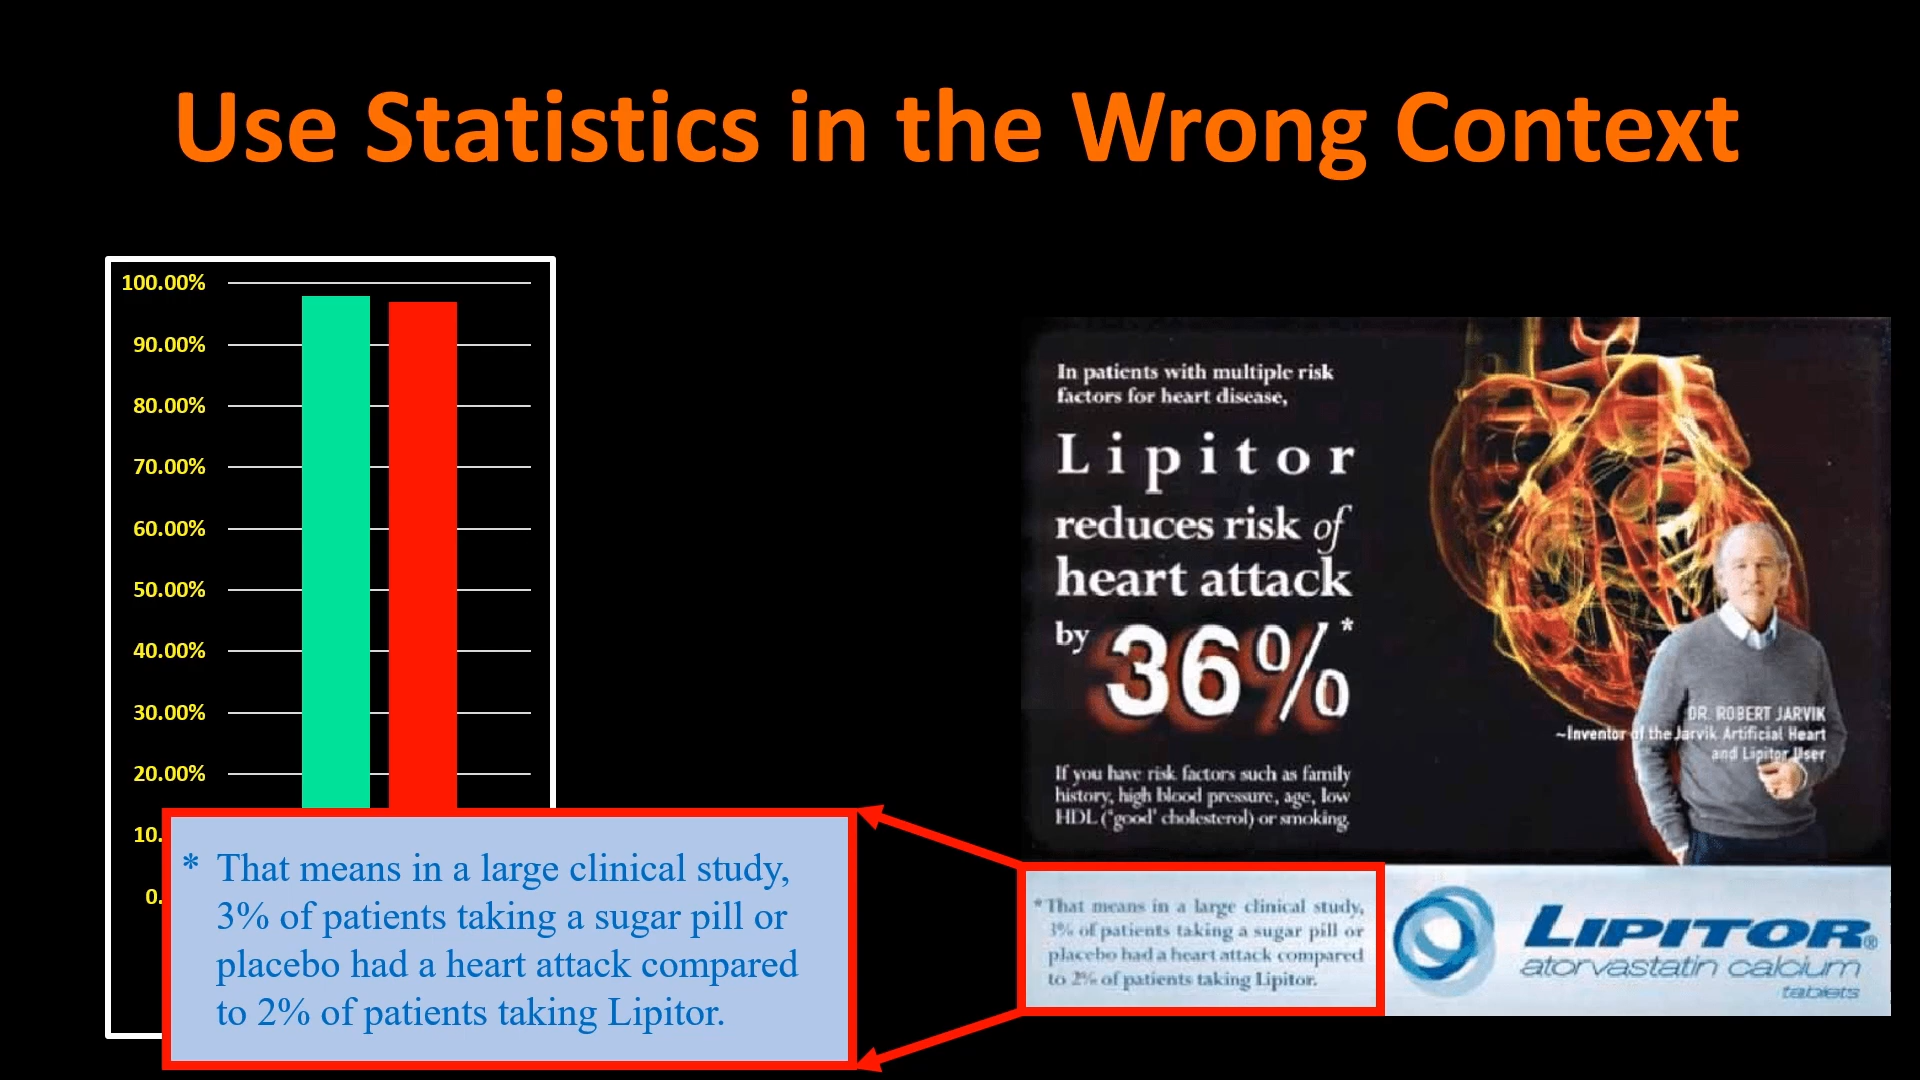 Use Statistics in the Wrong Context
100.00%
90.00%
80.00%
70.00%
60.00%
50.00%
40.00%
30.00%
20.00%
10.
0.
* That means in a large clinical study,
3% of patients taking a sugar pill or
placebo had a heart attack compared
to 2% of patients taking Lipitor.
In patients with multiple risk
factors for heart disease,
Lipitor
reduces risk of
heart attack
by 36%*
If you have risk factors such as family
history, high blood pressure, age, low
HDL ('good' cholesterol) or smoking.
DR. ROBERT JARVIK
~Inventor of the Jarvik Artificial Heart
and Lipitor User
*That means in a large clinical study,
3% of patients taking a sugar pill or
placebo had a heart attack compared
to 2% of patients taking Lipitor.
LIPITOR®
atorvastatin calcium
tablets